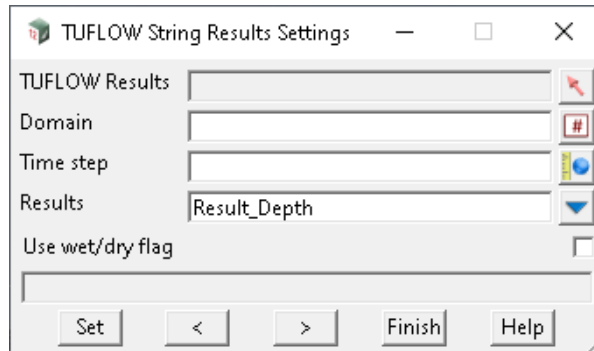 TUFLOW String Results Settings
TUFLOW Results
Domain #
Time step
Results Result_Depth
Use wet/dry flag
Set < > Finish Help